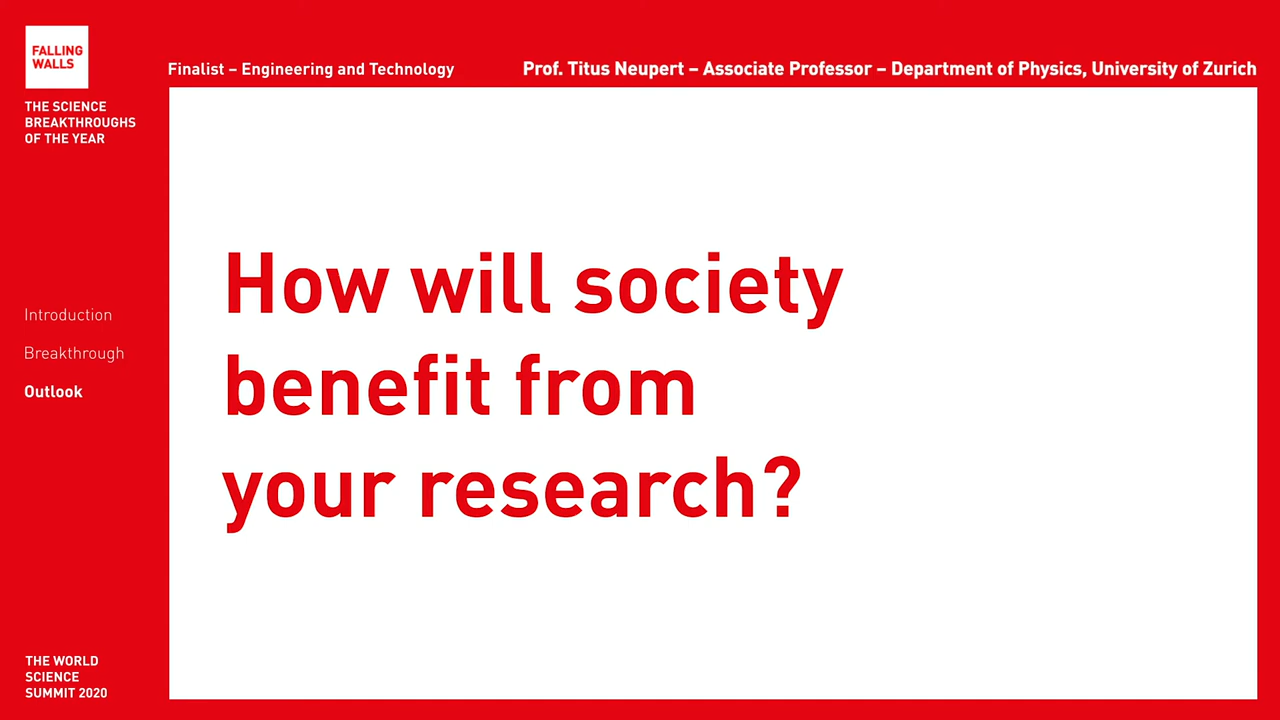 FALLING
WALLS
THE SCIENCE
BREAKTHROUGHS
OF THE YEAR
Finalist – Engineering and Technology
Prof. Titus Neupert – Associate Professor – Department of Physics, University of Zurich
Introduction
Breakthrough
Outlook
How will society
benefit from
your research?
THE WORLD
SCIENCE
SUMMIT 2020